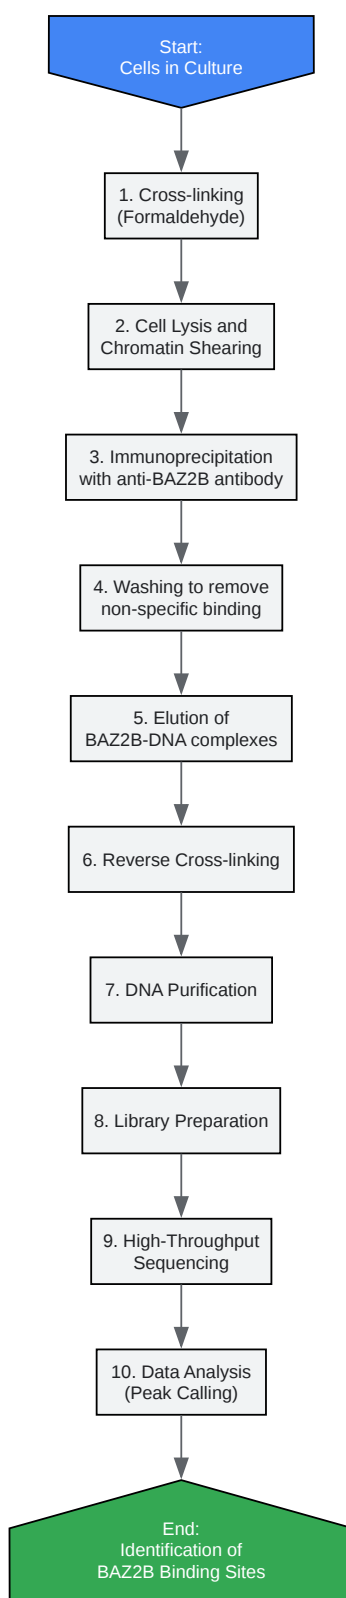 Start:
Cells in Culture
1. Cross-linking
(Formaldehyde)
2. Cell Lysis and
Chromatin Shearing
3. Immunoprecipitation
with anti-BAZ2B antibody
4. Washing to remove
non-specific binding
5. Elution of
BAZ2B-DNA complexes
6. Reverse Cross-linking
7. DNA Purification
8. Library Preparation
9. High-Throughput
Sequencing
10. Data Analysis
(Peak Calling)
End:
Identification of
BAZ2B Binding Sites